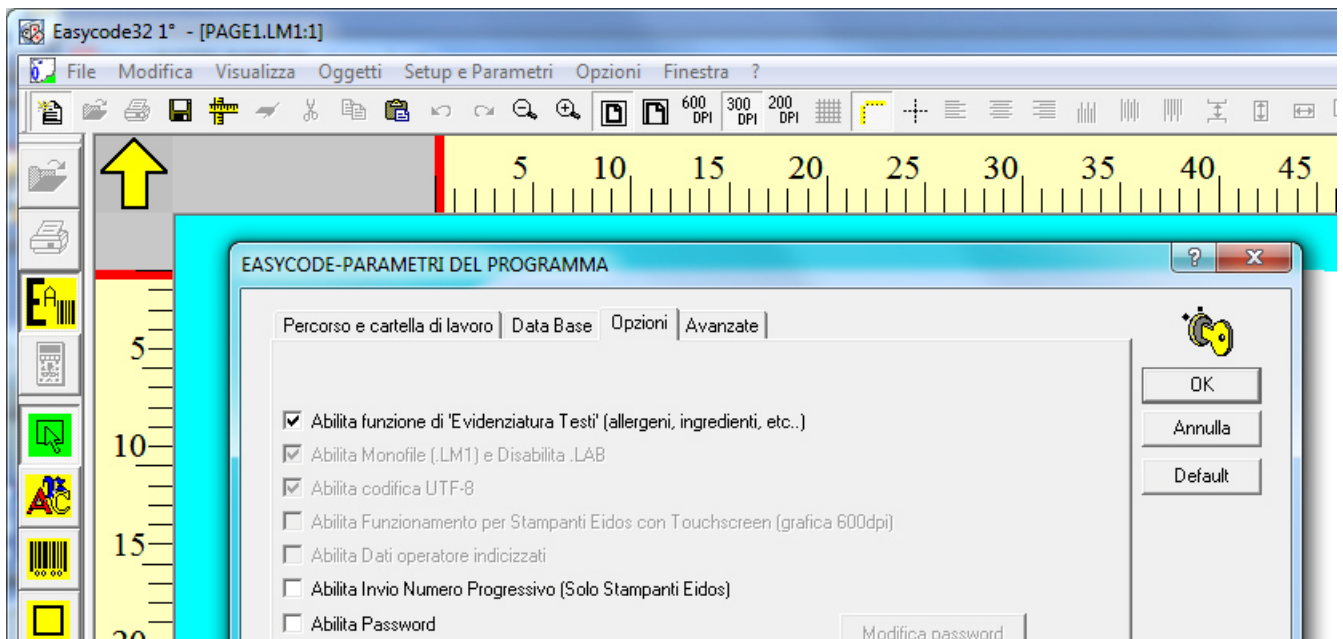 Easycode32 1° - [PAGE1.LM1:1]
File Modifica Visualizza Oggetti Setup e Parametri Opzioni Finestra ?
600 DPI 300 DPI 200 DPI
5 10 15 20 25 30 35 40 45
EASYCODE-PARAMETRI DEL PROGRAMMA
Percorso e cartella di lavoro Data Base Opzioni Avanzate
5
OK
Abilita funzione di 'Evidenziatura Testi' (allergeni, ingredienti, etc..)
Annulla
10
Abilita Monofile (.LM1) e Disabilita .LAB
Default
Abilita codifica UTF-8
Abilita Funzionamento per Stampanti Eidos con Touchscreen (grafica 600dpi)
15
Abilita Dati operatore indicizzati
Abilita Invio Numero Progressivo (Solo Stampanti Eidos)
Abilita Password
Modifica password
20